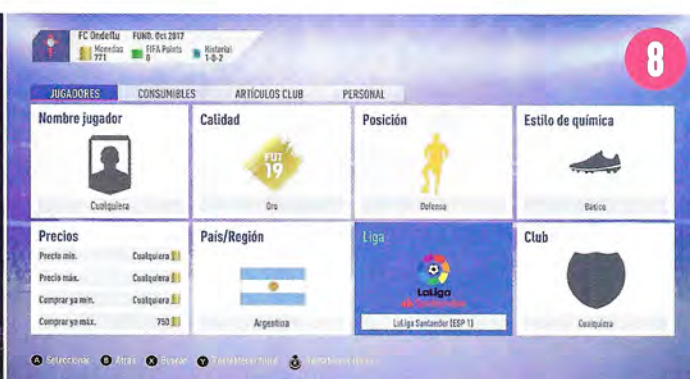 FC Ondeflu FUND. Oct 2017
Monedas 771 FIFA Points 0 Historial 1-0-2
8
JUGADORES CONSUMIBLES ARTÍCULOS CLUB PERSONAL
Nombre jugador
Cualquiera
Calidad
FUT 19
Oro
Posición
Defensa
Estilo de química
Básico
Precios
Precio mín. Cualquiera
Precio máx. Cualquiera
Comprar ya mín. Cualquiera
Comprar ya máx. 750
País/Región
Argentina
Liga
LaLiga
Santander
LaLiga Santander (ESP 1)
Club
Cualquiera
A Seleccionar B Atrás X Buscar Y